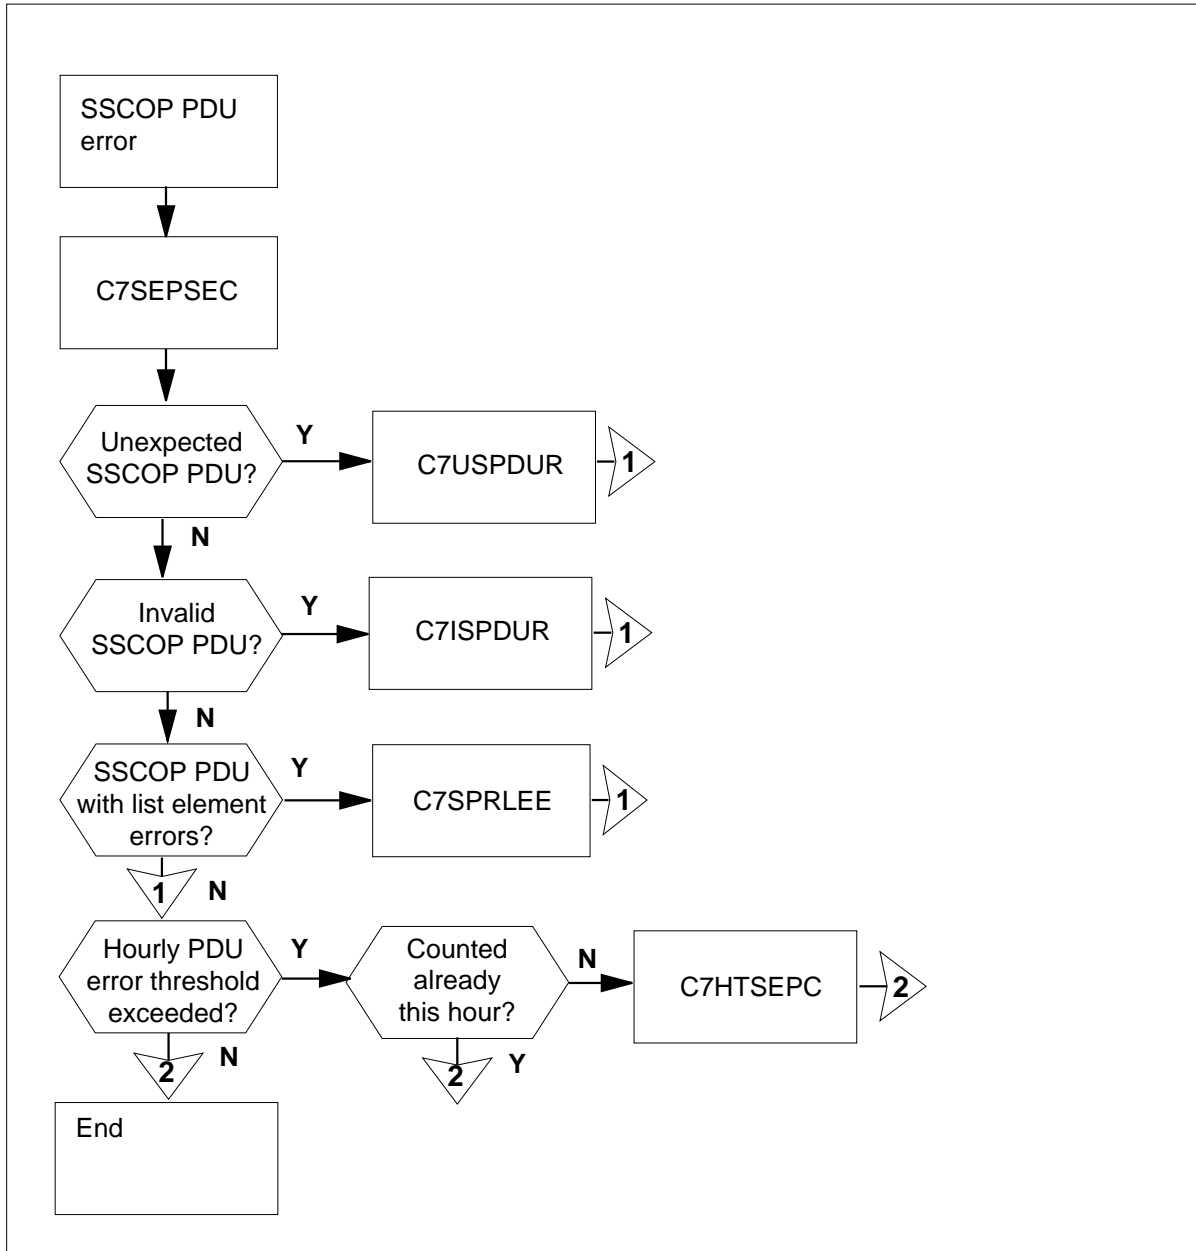 SSCOP PDU
error
C7SEPSEC
Unexpected
SSCOP PDU?
Y
C7USPDUR
1
N
Invalid
SSCOP PDU?
Y
C7ISPDUR
1
N
SSCOP PDU
with list element
errors?
Y
C7SPRLEE
1
1
N
Hourly PDU
error threshold
exceeded?
Y
Counted
already
this hour?
N
C7HTSEPC
2
2
N
2
Y
End